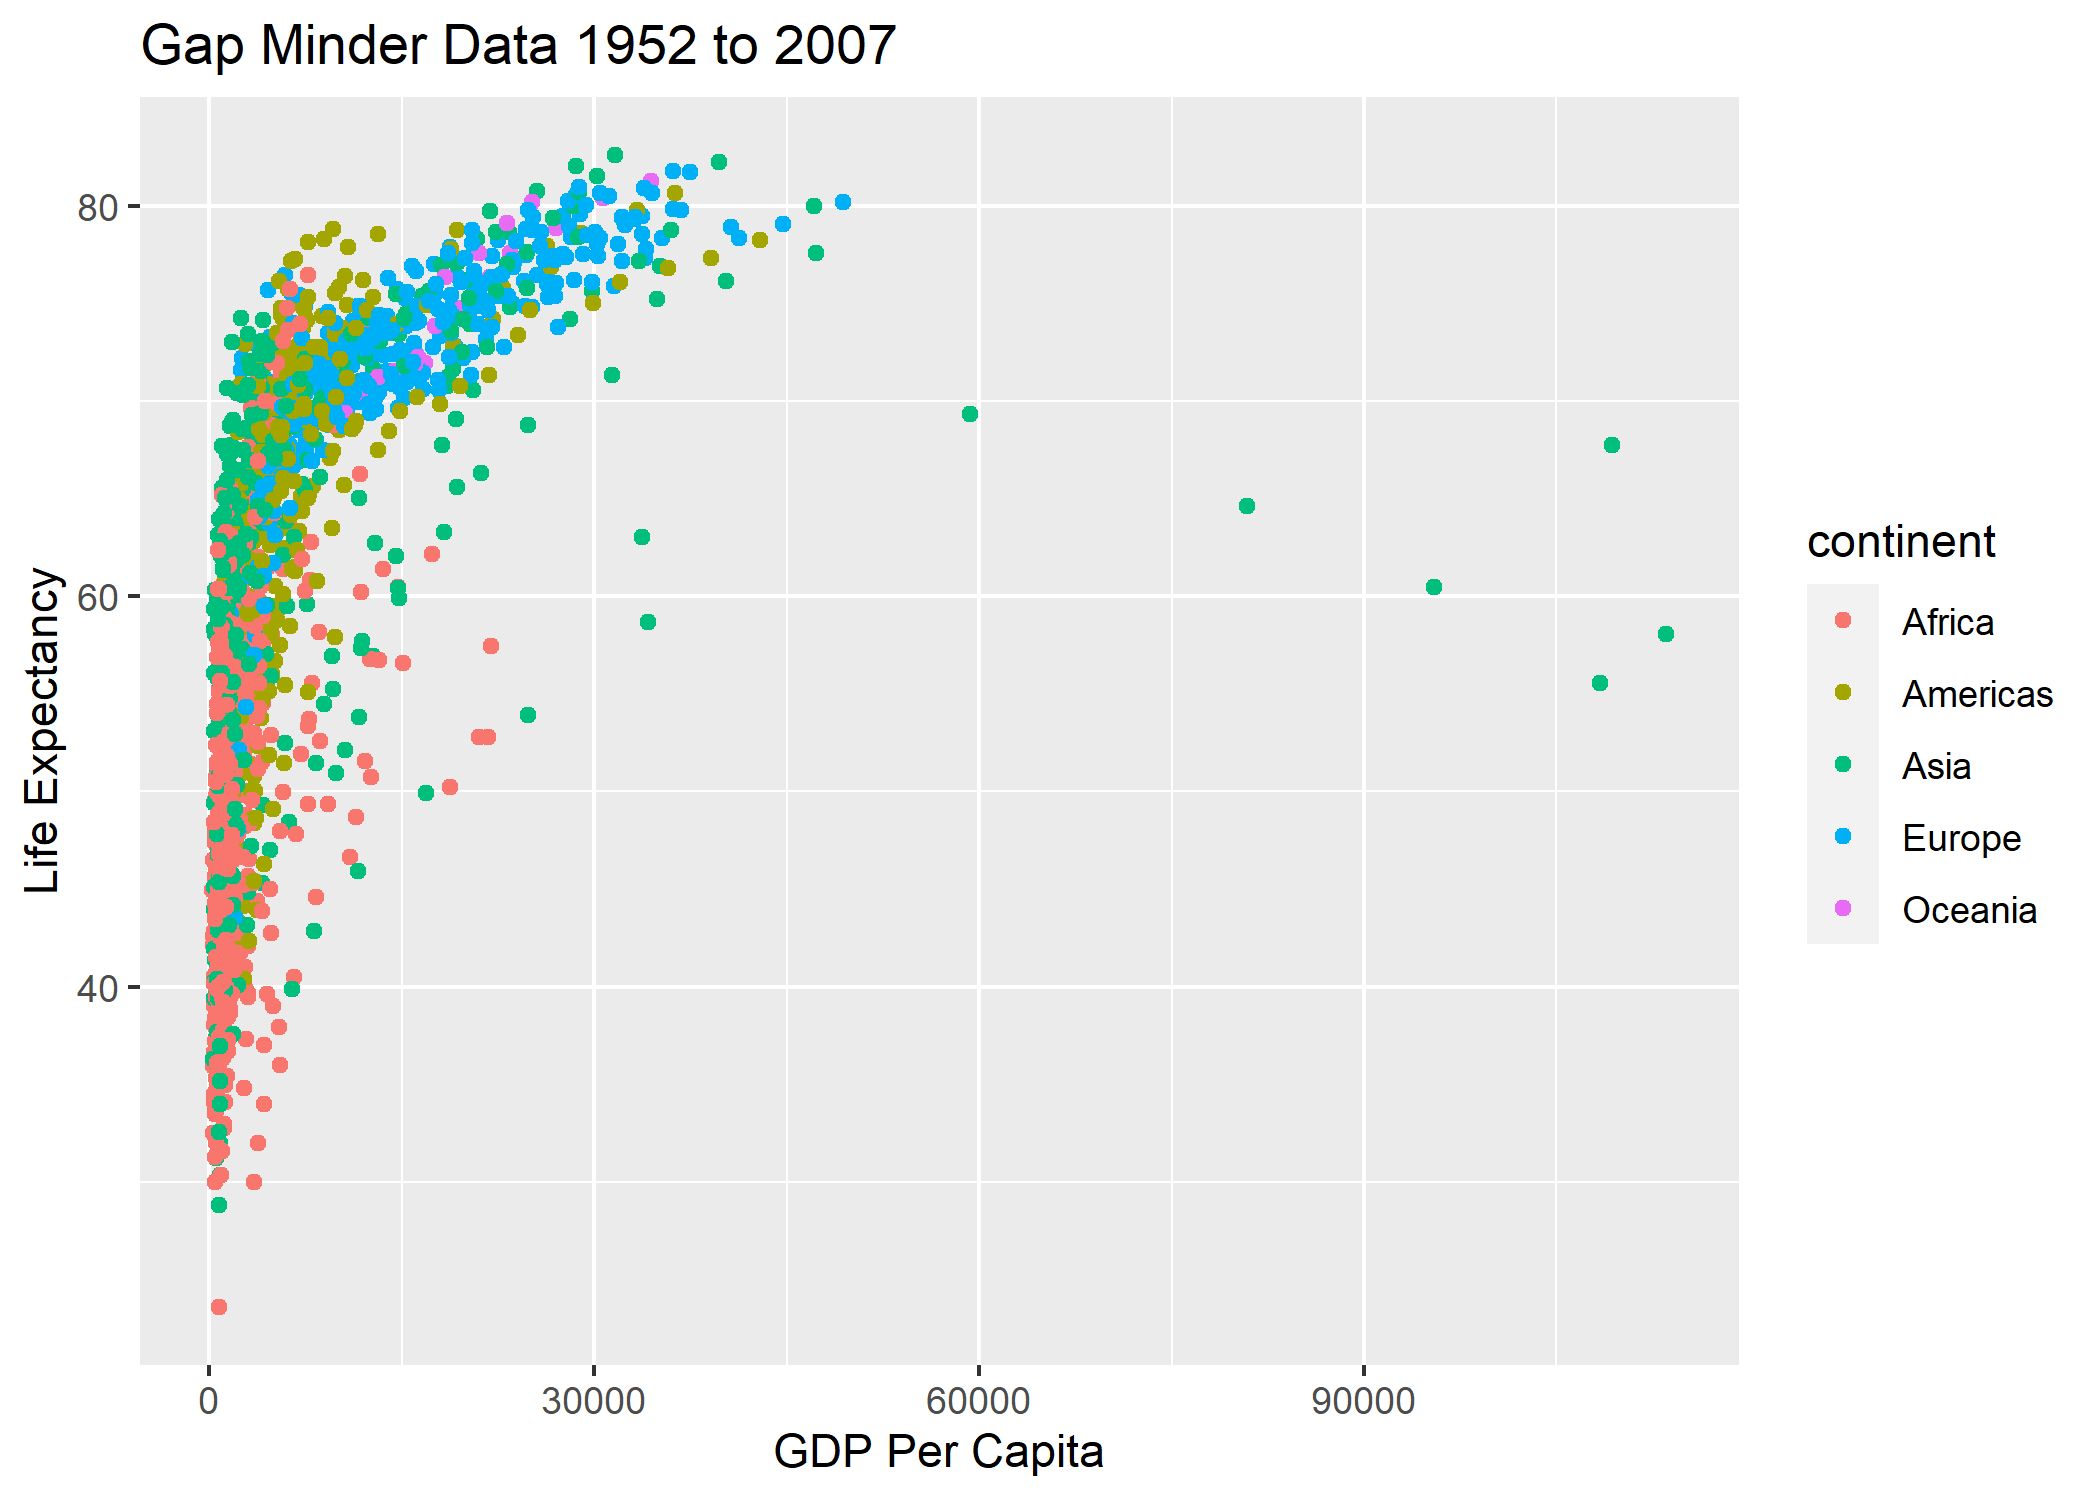 Gap Minder Data 1952 to 2007
80
60
40
Life Expectancy
0
30000
60000
90000
GDP Per Capita
continent
Africa
Americas
Asia
Europe
Oceania